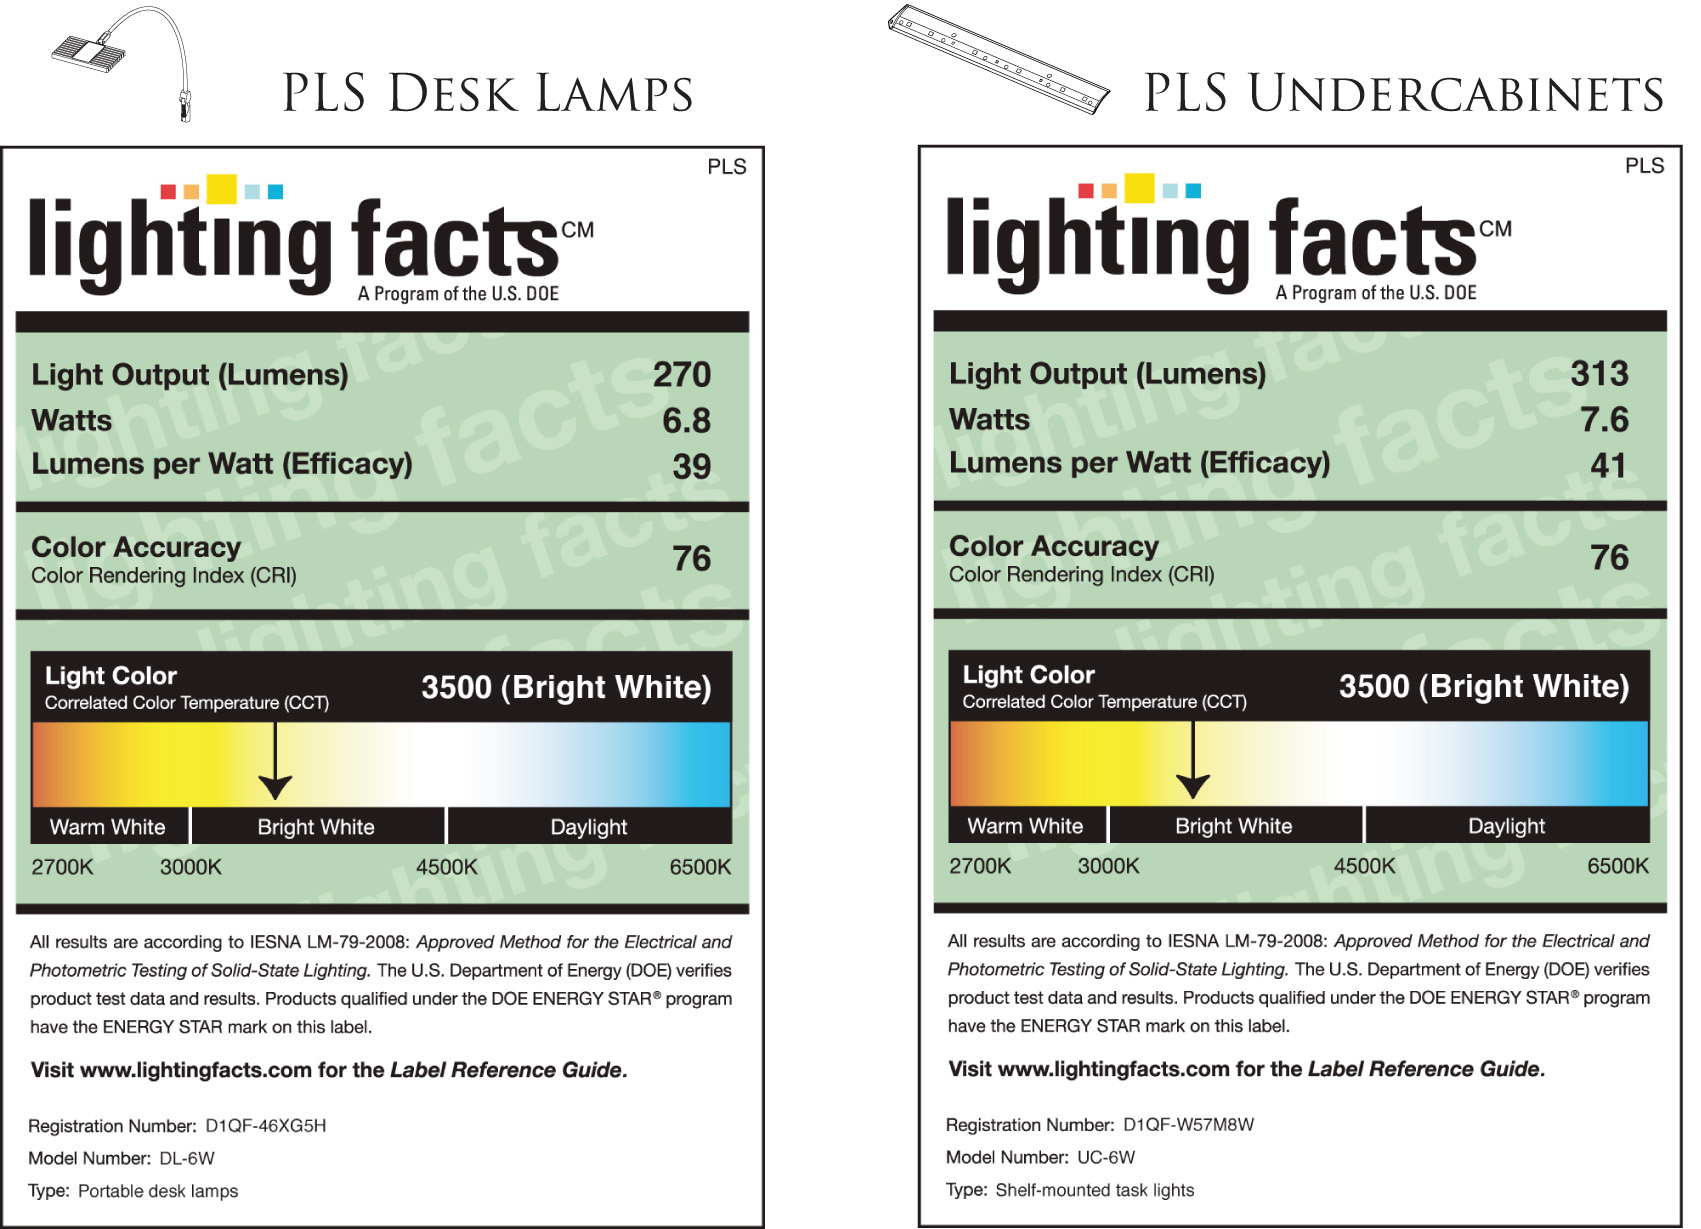 PLS Desk Lamps
PLS
lighting facts CM
A Program of the U.S. DOE
Light Output (Lumens) 270
Watts 6.8
Lumens per Watt (Efficacy) 39
Color Accuracy 76
Color Rendering Index (CRI)
Light Color 3500 (Bright White)
Correlated Color Temperature (CCT)
Warm White Bright White Daylight
2700K 3000K 4500K 6500K
All results are according to IESNA LM-79-2008: Approved Method for the Electrical and
Photometric Testing of Solid-State Lighting. The U.S. Department of Energy (DOE) verifies
product test data and results. Products qualified under the DOE ENERGY STAR® program
have the ENERGY STAR mark on this label.
Visit www.lightingfacts.com for the Label Reference Guide.
Registration Number: D1QF-46XG5H
Model Number: DL-6W
Type: Portable desk lamps
PLS Undercabinets
PLS
lighting facts CM
A Program of the U.S. DOE
Light Output (Lumens) 313
Watts 7.6
Lumens per Watt (Efficacy) 41
Color Accuracy 76
Color Rendering Index (CRI)
Light Color 3500 (Bright White)
Correlated Color Temperature (CCT)
Warm White Bright White Daylight
2700K 3000K 4500K 6500K
All results are according to IESNA LM-79-2008: Approved Method for the Electrical and
Photometric Testing of Solid-State Lighting. The U.S. Department of Energy (DOE) verifies
product test data and results. Products qualified under the DOE ENERGY STAR® program
have the ENERGY STAR mark on this label.
Visit www.lightingfacts.com for the Label Reference Guide.
Registration Number: D1QF-W57M8W
Model Number: UC-6W
Type: Shelf-mounted task lights